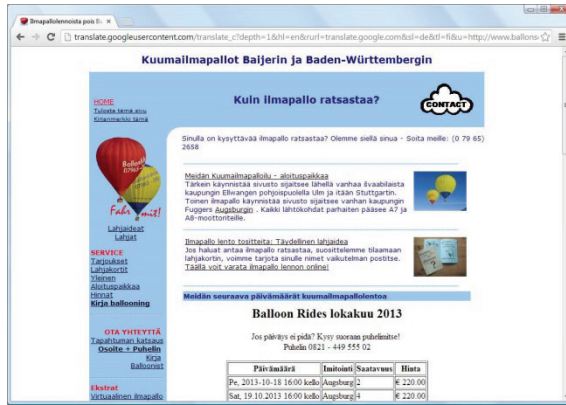 Ilmapallolennoista pois B
translate.googleusercontent.com/translate_c?depth=1&hl=en&rurl=translate.google.com&sl=de&tl=fi&u=http://www.ballons
Kuumailmapallot Baijerin ja Baden-Württembergin
HOME
Tulosta tämä sivu
Kirjanmerkki tämä
Kuin ilmapallo ratsastaa?
CONTACT
Sinulla on kysyttävää ilmapallo ratsastaa? Olemme siellä sinua - Soita meille: (0 79 65)
2658
Meidän Kuumailmapalloilu - aloituspaikkaa
Tärkein käynnistää sivusto sijaitsee lähellä vanhaa švaabilaista
kaupungin Ellwangen pohjoispuolella Ulm ja itään Stuttgartin.
Toinen ilmapallo käynnistää sivusto sijaitsee vanhan kaupungin
Fuggers Augsburgin . Kaikki lähtökohdat parhaiten pääsee A7 ja
A8-moottoriteille.
Fahr mit!
Lahjaideat
Lahjat
Ilmapallo lento tositteita: Täydellinen lahjaidea
Jos haluat antaa ilmapallo ratsastaa, suosittelemme tilaamaan
lahjakortin, voimme tarjota sinulle nimet vaikutelman postitse.
Täällä voit varata ilmapallo lennon online!
SERVICE
Tarjoukset
Lahjakortit
Yleinen
Aloituspaikkaa
Hinnat
Kirja ballooning
Meidän seuraava päivämäärät kuumailmapallolentoa
Balloon Rides lokakuu 2013
Jos päiväys ei pidä? Kysy suoraan puhelimitse!
Puhelin 0821 - 449 555 02
OTA YHTEYTTÄ
Tapahtuman katsaus
Osoite + Puhelin
Kirja
Balloonist
Päivämäärä Imitointi Saatavuus Hinta
Pe, 2013-10-18 16:00 kello Augsburg 2 € 220.00
Sat, 19.10.2013 16:00 kello Augsburg 4 € 220.00
Ekstrat
Virtuaalinen ilmapallo